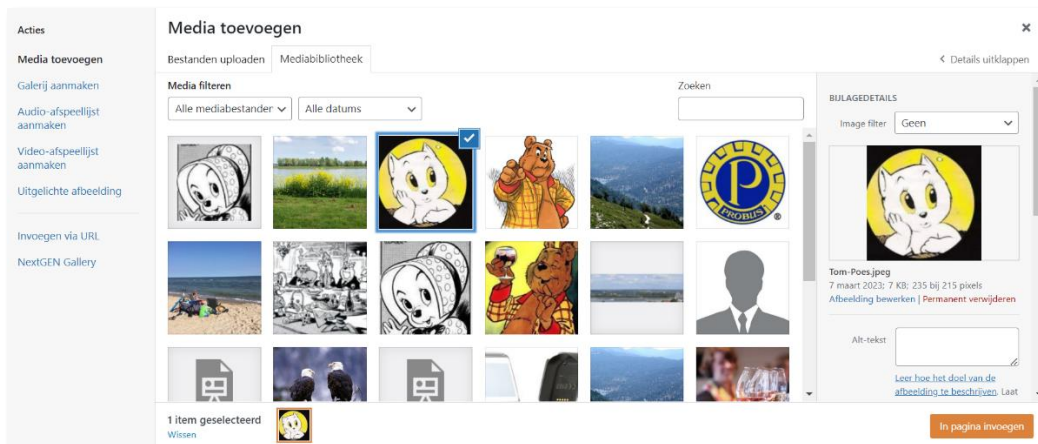 Acties
Media toevoegen
Galerij aanmaken
Audio-afspeellijst
aanmaken
Video-afspeellijst
aanmaken
Uitgelichte afbeelding
Invoegen via URL
NextGEN Gallery
Media toevoegen
Bestanden uploaden
Mediabibliotheek
Details uitklappen
Media filteren
Zoeken
Alle mediabestander
Alle datums
P
PROBUS
®
1 item geselecteerd
Wissen
BIJLAGEDETAILS
Image filter
Geen
Tom-Poes.jpeg
7 maart 2023; 7 KB; 235 bij 215 pixels
Afbeelding bewerken | Permanent verwijderen
Alt-tekst
Leer hoe het doel van de
afbeelding te beschrijven. Laat
In pagina invoegen